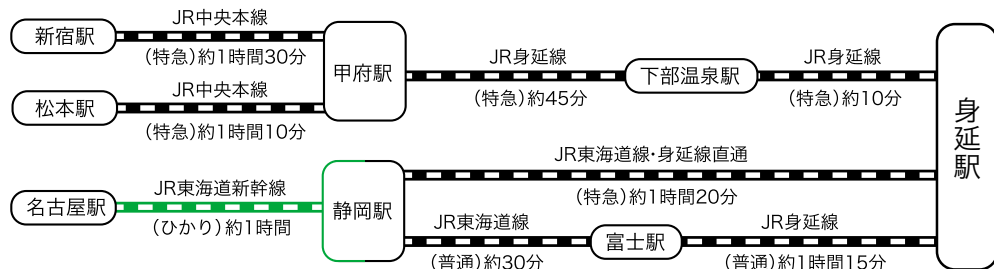 JR中央本線
新宿駅
(特急)約1時間30分
甲府駅
JR身延線
下部温泉駅
JR身延線
(特急)約45分
(特急)約10分
JR中央本線
松本駅
(特急)約1時間10分
身延駅
JR東海道線・身延線直通
(特急)約1時間20分
JR東海道新幹線
名古屋駅
(ひかり)約1時間
静岡駅
JR東海道線
富士駅
JR身延線
(普通)約30分
(普通)約1時間15分